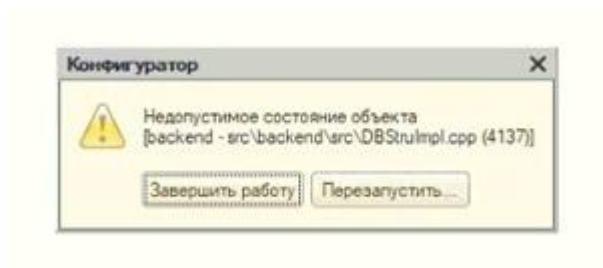 Конфигуратор
Недопустимое состояние объекта
[backend - src\backend\src\DBStruImpl.cpp (4137)]
Завершить работу
Перезапустить...